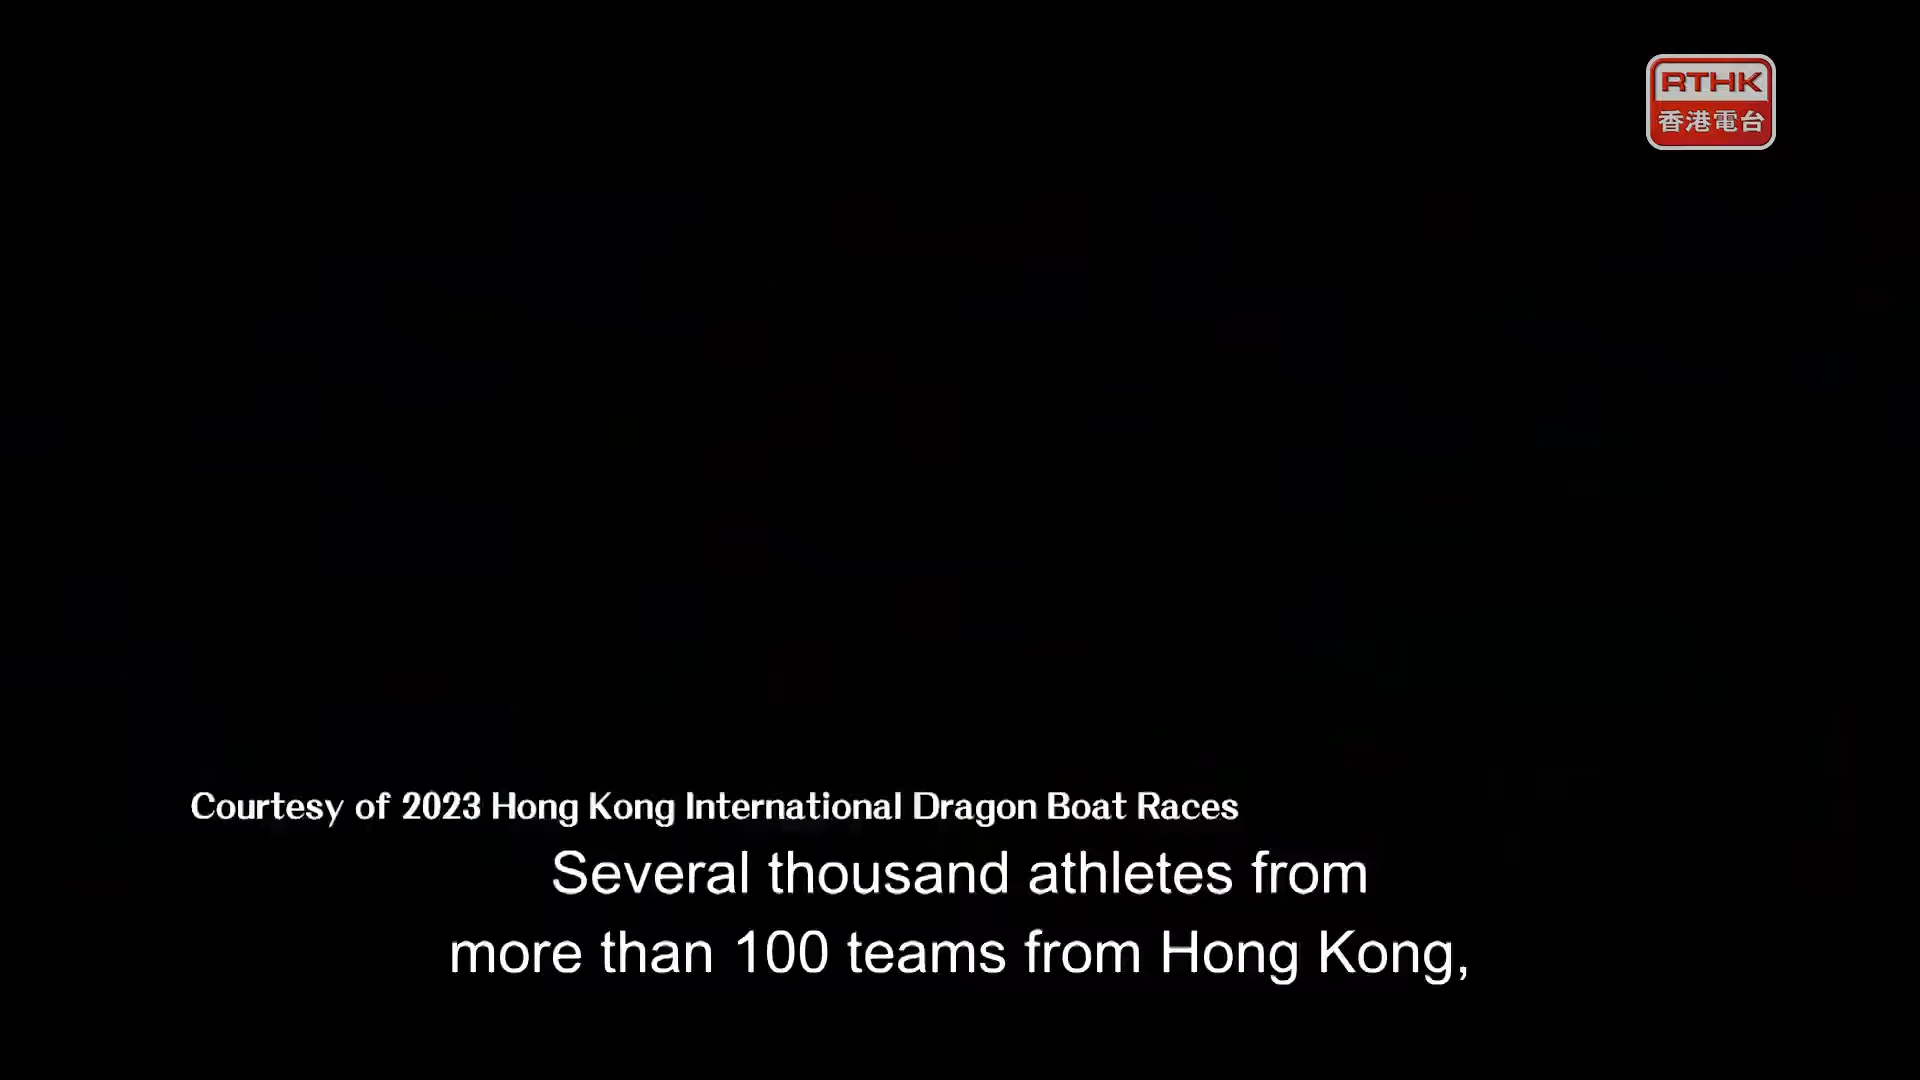 RTHK
香港電台
Courtesy of 2023 Hong Kong International Dragon Boat Races
Several thousand athletes from
more than 100 teams from Hong Kong,